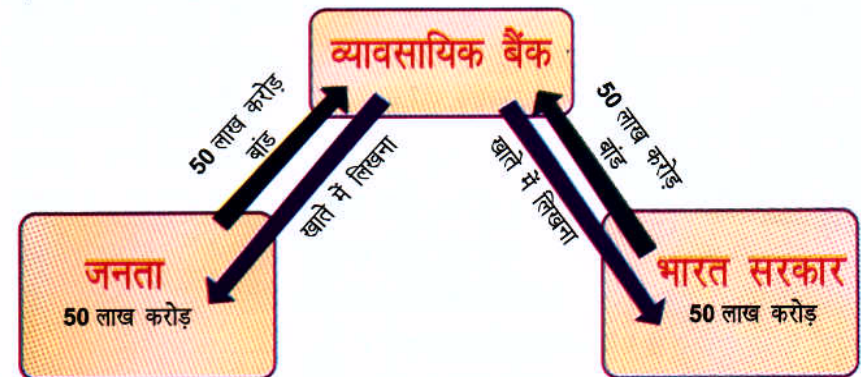 व्यावसायिक बैंक
50 लाख करोड़
बांड
खाते में लिखना
खाते में लिखना
50 लाख करोड़
बांड
जनता
50 लाख करोड़
भारत सरकार
50 लाख करोड़